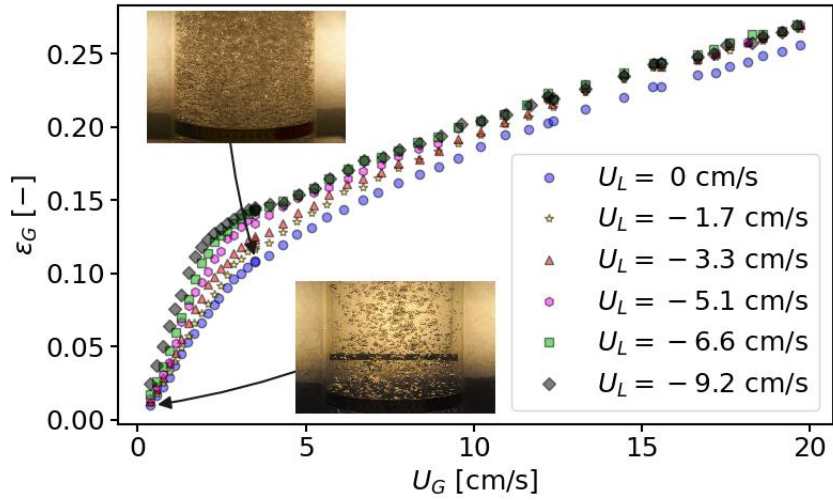 0.25
0.20
0.15
0.10
0.05
0.00
ε_G [−]
0
5
10
15
20
U_G [cm/s]
U_L = 0 cm/s
U_L = − 1.7 cm/s
U_L = − 3.3 cm/s
U_L = − 5.1 cm/s
U_L = − 6.6 cm/s
U_L = − 9.2 cm/s